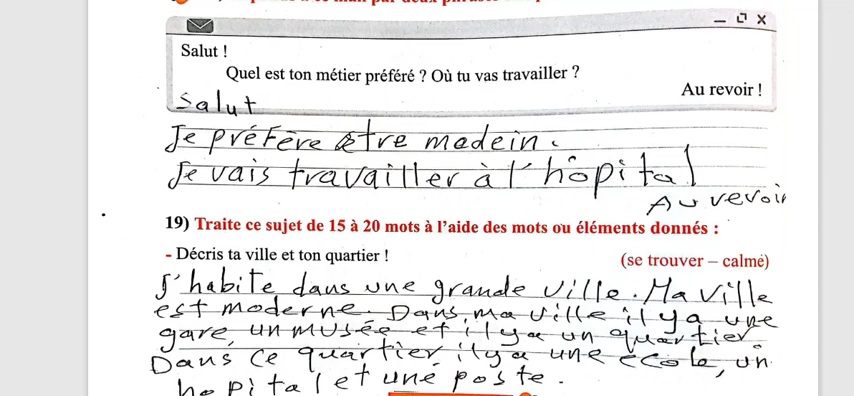 Salut !
Quel est ton métier préféré ? Où tu vas travailler ?
Au revoir !
Salut
Je préfère être medein.
Je vais travailler à l'hôpital
Au revoir
19) Traite ce sujet de 15 à 20 mots à l'aide des mots ou éléments donnés :
- Décris ta ville et ton quartier !
(se trouver – calme)
J'habite dans une grande ville. Ma ville
est moderne. Dans ma ville il y a une
gare, un musée et il y a un quartier.
Dans ce quartier, il y a une école, un
hopital et une poste.